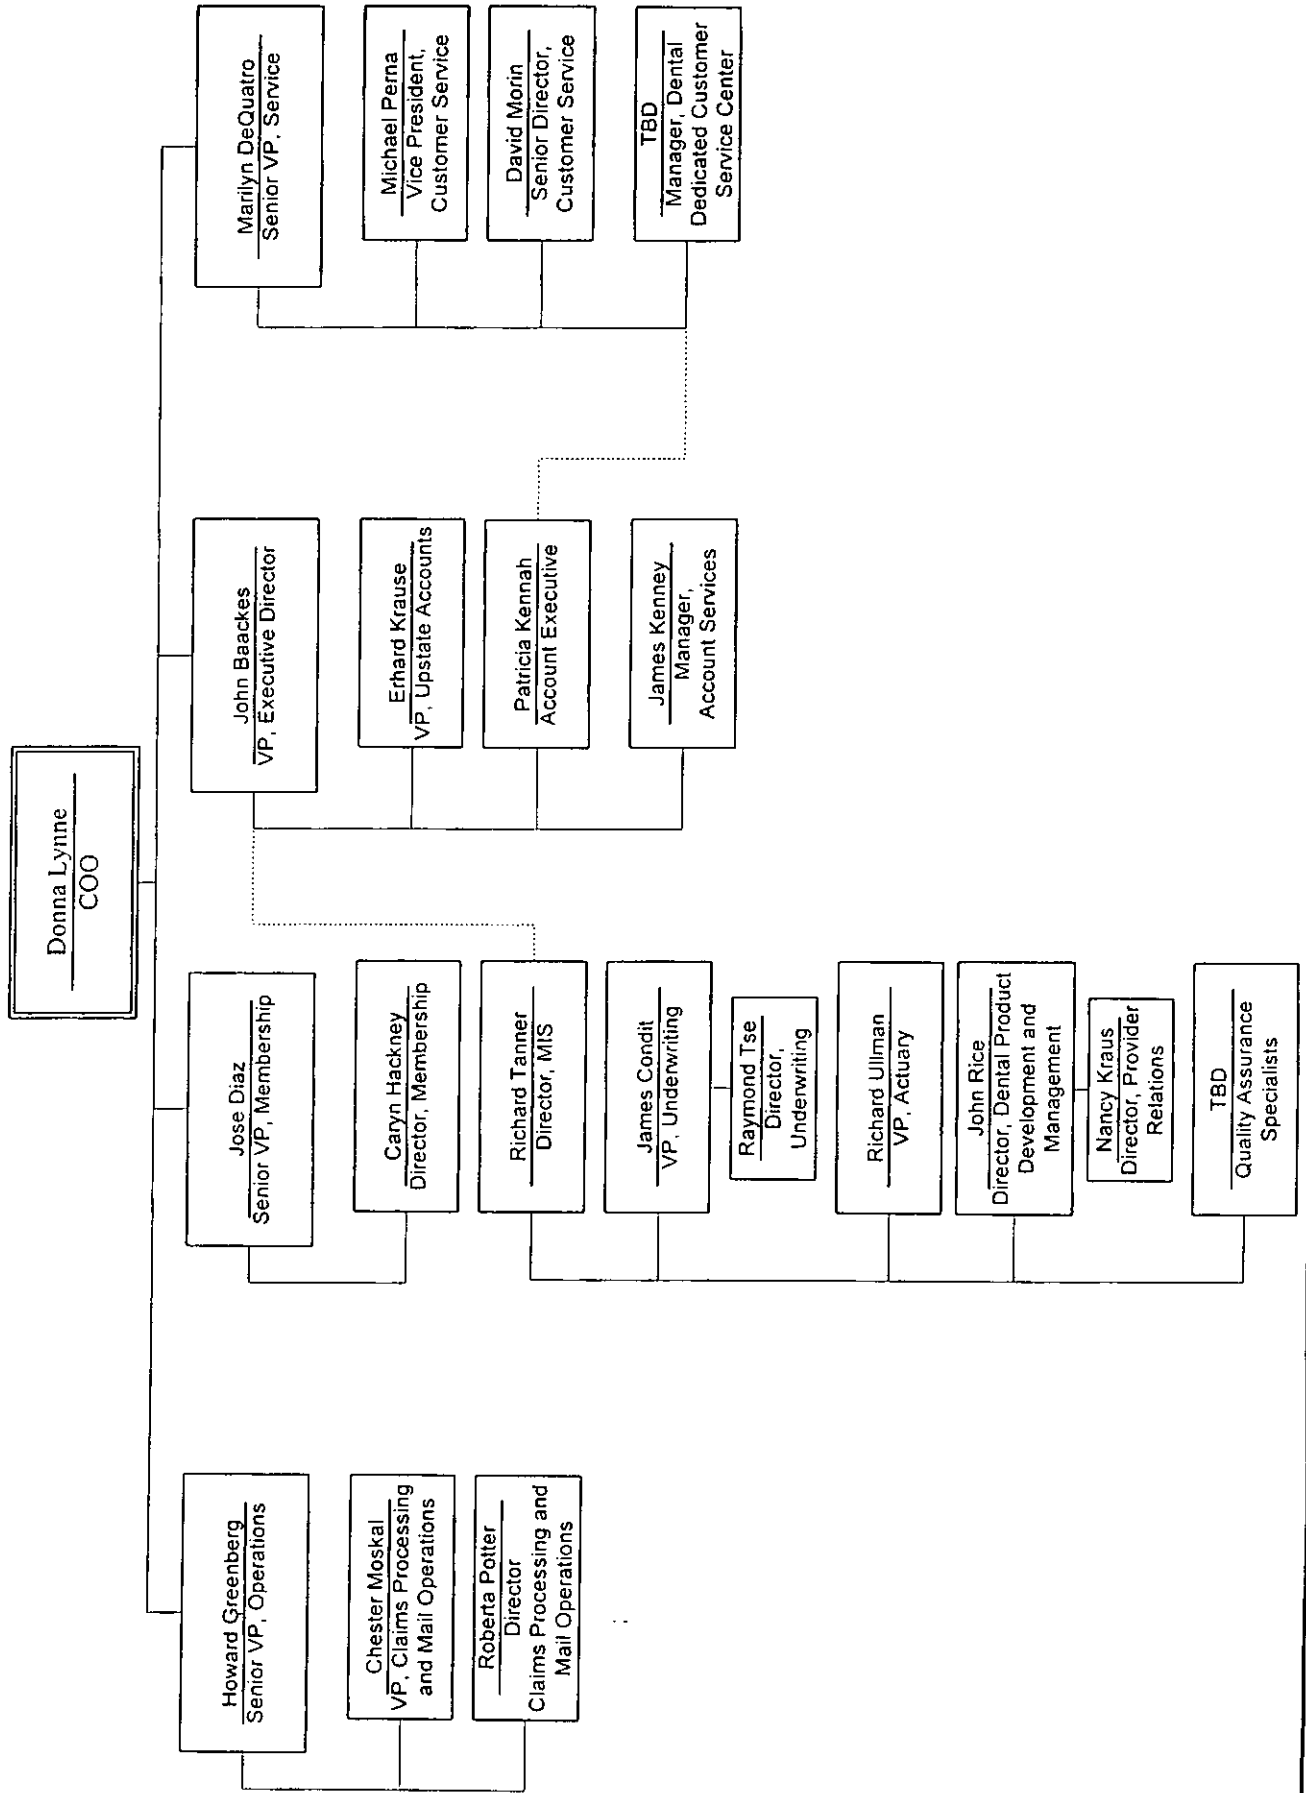 Donna Lynne
COO
Howard Greenberg
Senior VP, Operations
Chester Moskal
VP, Claims Processing
and Mail Operations
Roberta Potter
Director
Claims Processing and
Mail Operations
Jose Diaz
Senior VP, Membership
Caryn Hackney
Director, Membership
Richard Tanner
Director, MIS
James Condit
VP, Underwriting
Raymond Tse
Director,
Underwriting
Richard Ullman
VP, Actuary
John Rice
Director, Dental Product
Development and
Management
Nancy Kraus
Director, Provider
Relations
TBD
Quality Assurance
Specialists
John Baackes
VP, Executive Director
Erhard Krause
VP, Upstate Accounts
Patricia Kennah
Account Executive
James Kenney
Manager,
Account Services
Marilyn DeQuatro
Senior VP, Service
Michael Perna
Vice President,
Customer Service
David Morin
Senior Director,
Customer Service
TBD
Manager, Dental
Dedicated Customer
Service Center